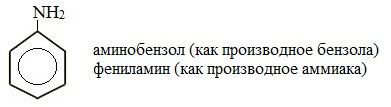 NH2
аминобензол (как производное бензола)
фениламин (как производное аммиака)